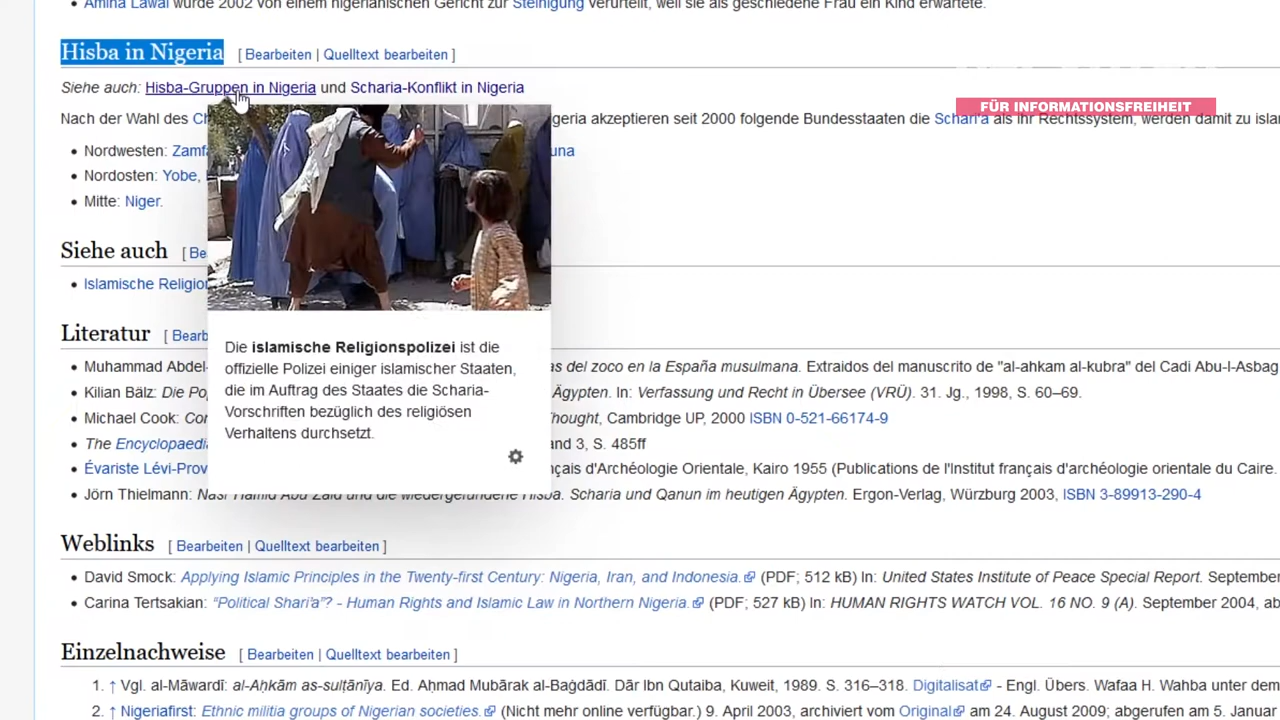 Amina Lawal wurde 2002 von einem nigerianischen Gericht zur Steinigung verurteilt, weil sie als geschiedene Frau ein Kind erwartete.
Hisba in Nigeria [ Bearbeiten | Quelltext bearbeiten ]
Siehe auch: Hisba-Gruppen in Nigeria und Scharia-Konflikt in Nigeria
FÜR INFORMATIONSFREIHEIT
Nach der Wahl des geria akzeptieren seit 2000 folgende Bundesstaaten die Schari'a als ihr Rechtssystem, werden damit zu
Nordwesten: una
Nordosten: Yobe,
Mitte: Niger.
Siehe auch
Islamische
Literatur
Muhammad as del zoco en la España musulmana. Extraidos del manuscrito de "al-ahkam al-kubra" del Cadi Abu-l-Asbag
Kilian Bälz: Die Ägypten. In: Verfassung und Recht in Übersee (VRÜ). 31. Jg., 1998, S. 60–69.
Michael Cook: hought, Cambridge UP, 2000 ISBN 0-521-66174-9
The and 3, S. 485ff
Évariste çais d'Archéologie Orientale, Kairo 1955 (Publications de l'Institut français d'archéologie orientale du Caire.
Jörn Thielmann: Nasr Hamid Abu Zaid und die wiedergefundene Hisba. Scharia und Qanun im heutigen Ägypten. Ergon-Verlag, Würzburg 2003, ISBN 3-89913-290-4
Die islamische Religionspolizei ist die
offizielle Polizei einiger islamischer Staaten,
die im Auftrag des Staates die Scharia-
Vorschriften bezüglich des religiösen
Verhaltens durchsetzt.
Weblinks [ Bearbeiten | Quelltext bearbeiten ]
David Smock: Applying Islamic Principles in the Twenty-first Century: Nigeria, Iran, and Indonesia. (PDF; 512 kB) In: United States Institute of Peace Special Report. September
Carina Tertsakian: “Political Shari’a”? - Human Rights and Islamic Law in Northern Nigeria. (PDF; 527 kB) In: HUMAN RIGHTS WATCH VOL. 16 NO. 9 (A). September 2004, ab
Einzelnachweise [ Bearbeiten | Quelltext bearbeiten ]
1. ↑ Vgl. al-Māwardī: al-Aḥkām as-sulṭānīya. Ed. Aḥmad Mubārak al-Baġdādī. Dār Ibn Qutaiba, Kuweit, 1989. S. 316–318. Digitalisat - Engl. Übers. Wafaa H. Wahba unter dem
2. ↑ Nigeriafirst: Ethnic militia groups of Nigerian societies. (Nicht mehr online verfügbar.) 9. April 2003, archiviert vom Original am 24. August 2009; abgerufen am 5. Januar